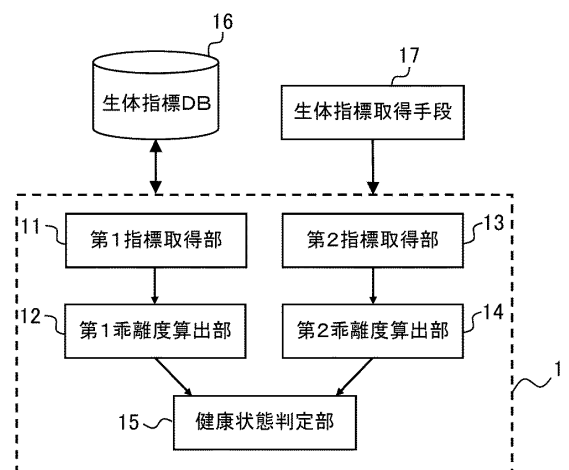 16
生体指標DB
17
生体指標取得手段
11
第1指標取得部
第2指標取得部
13
12
第1乖離度算出部
第2乖離度算出部
14
1
15
健康状態判定部